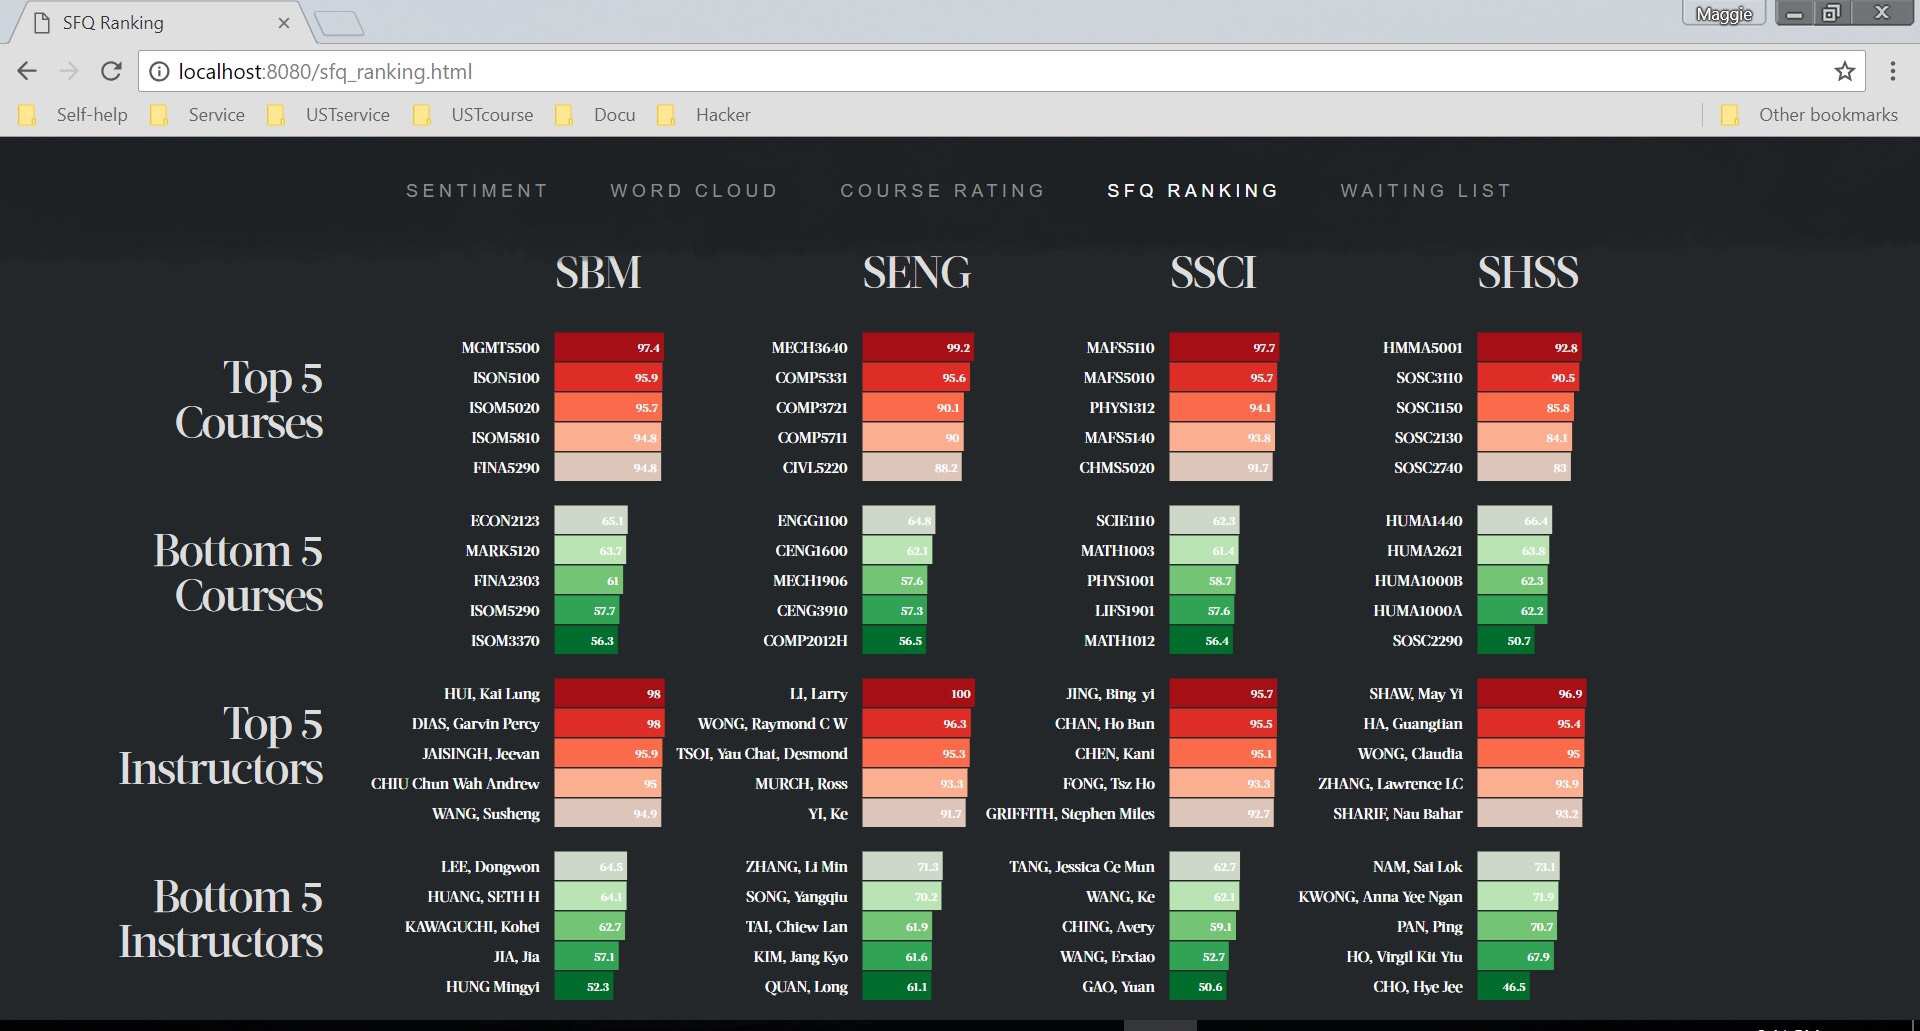 SFQ Ranking
Maggie
localhost:8080/sfq_ranking.html
Self-help Service USTservice USTcourse Docu Hacker Other bookmarks
SENTIMENT WORD CLOUD COURSE RATING SFQ RANKING WAITING LIST
SBM SENG SSCI SHSS
Top 5
Courses
MGMT5500 97.4 MECH3640 99.2 MAFS5110 97.7 HMMA5001 92.8
ISON5100 95.9 COMP5331 95.6 MAFS5010 95.7 SOSC3110 90.5
ISOM5020 95.7 COMP3721 90.1 PHYS1312 94.1 SOSC1150 85.8
ISOM5810 94.8 COMP5711 90 MAFS5140 93.8 SOSC2130 84.1
FINA5290 94.8 CIVL5220 88.2 CHMS5020 91.7 SOSC2740 83
Bottom 5
Courses
ECON2123 65.1 ENGG1100 64.8 SCIE1110 62.3 HUMA1440 66.4
MARK5120 63.7 CENG1600 62.1 MATH1003 61.4 HUMA2621 63.8
FINA2303 61 MECH1906 57.6 PHYS1001 58.7 HUMA1000B 62.3
ISOM5290 57.7 CENG3910 57.3 LIFS1901 57.6 HUMA1000A 62.2
ISOM3370 56.3 COMP2012H 56.5 MATH1012 56.4 SOSC2290 50.7
Top 5
Instructors
HUI, Kai Lung 98 LI, Larry 100 JING, Bing yi 95.7 SHAW, May Yi 96.9
DIAS, Garvin Percy 98 WONG, Raymond C W 96.3 CHAN, Ho Bun 95.5 HA, Guangtian 95.4
JAISINGH, Jeevan 95.9 TSOI, Yau Chat, Desmond 95.3 CHEN, Kani 95.1 WONG, Claudia 95
CHIU Chun Wah Andrew 95 MURCH, Ross 93.3 FONG, Tsz Ho 93.3 ZHANG, Lawrence LC 93.9
WANG, Susheng 94.9 YI, Ke 91.7 GRIFFITH, Stephen Miles 92.7 SHARIF, Nau Bahar 93.2
Bottom 5
Instructors
LEE, Dongwon 64.5 ZHANG, Li Min 71.3 TANG, Jessica Ce Mun 62.7 NAM, Sai Lok 73.1
HUANG, SETH H 64.1 SONG, Yangqiu 70.2 WANG, Ke 62.1 KWONG, Anna Yee Ngan 71.9
KAWAGUCHI, Kohei 62.7 TAI, Chiew Lan 61.9 CHING, Avery 59.1 PAN, Ping 70.7
JIA, Jia 57.1 KIM, Jang Kyo 61.6 WANG, Erxiao 52.7 HO, Virgil Kit Yiu 67.9
HUNG Mingyi 52.3 QUAN, Long 61.1 GAO, Yuan 50.6 CHO, Hye Jee 46.5